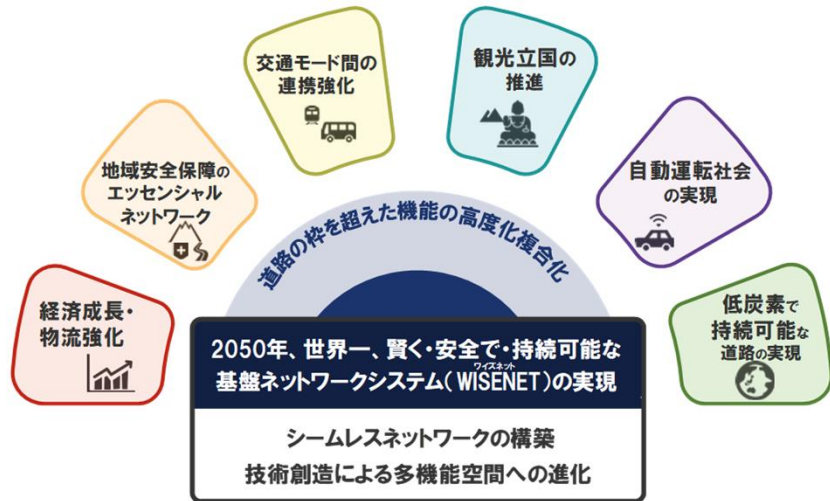 交通モード間の
連携強化
観光立国の
推進
地域安全保障の
エッセンシャル
ネットワーク
自動運転社会
の実現
経済成長・
物流強化
低炭素で
持続可能な
道路の実現
道路の枠を超えた機能の高度化複合化
2050年、世界一、賢く・安全で・持続可能な
ワイズネット
基盤ネットワークシステム(WISENET)の実現
シームレスネットワークの構築
技術創造による多機能空間への進化